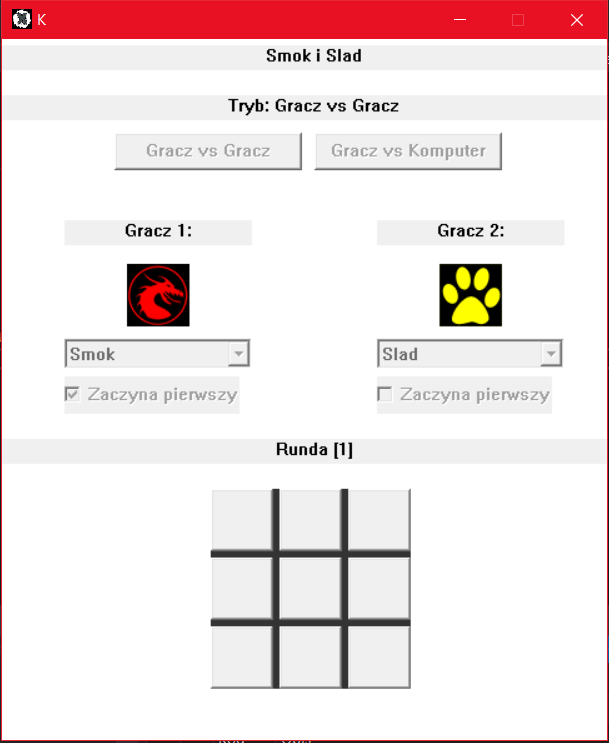 K
Smok i Slad
Tryb: Gracz vs Gracz
Gracz vs Gracz Gracz vs Komputer
Gracz 1: Gracz 2:
Smok Slad
Zaczyna pierwszy Zaczyna pierwszy
Runda [1]